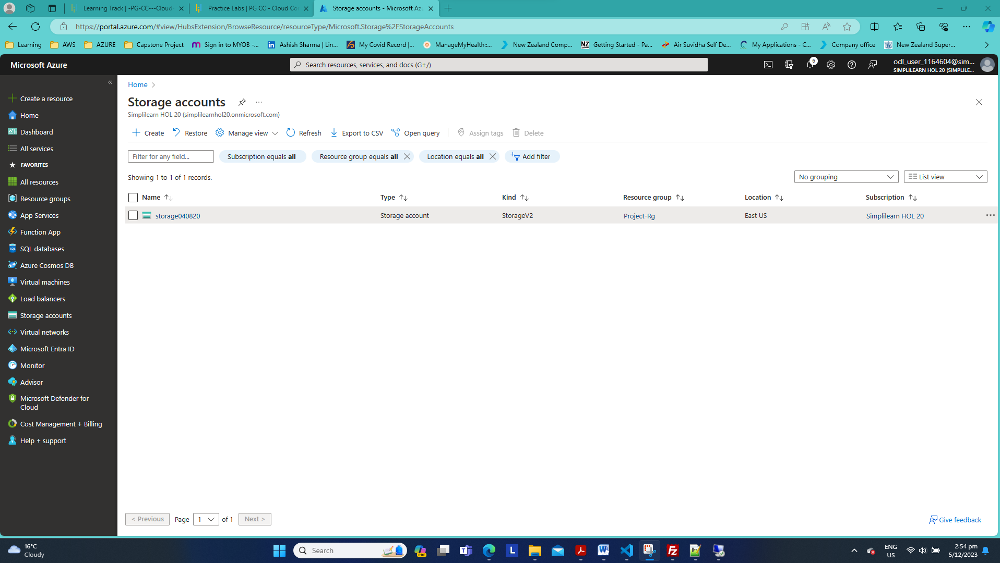 Learning Track | -PG-CC---Cloud-
Practice Labs | PG CC - Cloud Co
Storage accounts - Microsoft Azu
https://portal.azure.com/#view/HubsExtension/BrowseResource/resourceType/Microsoft.Storage%2FStorageAccounts
Learning
AWS
AZURE
Capstone Project
Sign in to MYOB -...
Ashish Sharma | Lin...
My Covid Record |...
ManageMyHealth::...
New Zealand Comp...
Getting Started - Pa...
Air Suvidha Self De...
My Applications - C...
Company office
New Zealand Super...
Microsoft Azure
Search resources, services, and docs (G+/)
6
odl_user_1164604@sim...
SIMPLILEARN HOL 20 (SIMPLILE...
Create a resource
Home
Dashboard
All services
FAVORITES
All resources
Resource groups
App Services
Function App
SQL databases
Azure Cosmos DB
Virtual machines
Load balancers
Storage accounts
Virtual networks
Microsoft Entra ID
Monitor
Advisor
Microsoft Defender for
Cloud
Cost Management + Billing
Help + support
Home
Storage accounts
Simplilearn HOL 20 (simplilearnhol20.onmicrosoft.com)
Create
Restore
Manage view
Refresh
Export to CSV
Open query
Assign tags
Delete
Filter for any field...
Subscription equals all
Resource group equals all
Location equals all
Add filter
Showing 1 to 1 of 1 records.
No grouping
List view
Name
Type
Kind
Resource group
Location
Subscription
storage040820
Storage account
StorageV2
Project-Rg
East US
Simplilearn HOL 20
< Previous
Page
1
of 1
Next >
Give feedback
16°C
Cloudy
Search
PRE
ENG
US
2:54 pm
5/12/2023